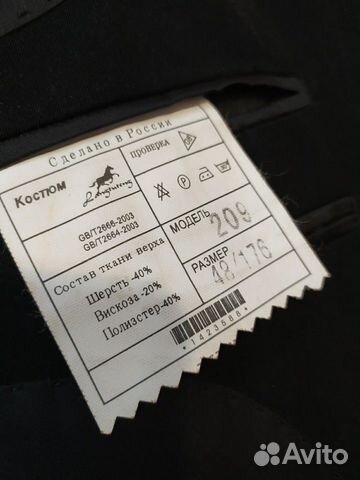 Сделано в России
Костюм
проверка
GB/T2666-2003
GB/T2664-2003
Состав ткани верха
Шерсть -40%
Вискоза -20%
Полиэстер-40%
МОДЕЛЬ
209
РАЗМЕР
48/176
*1423688*
Avito